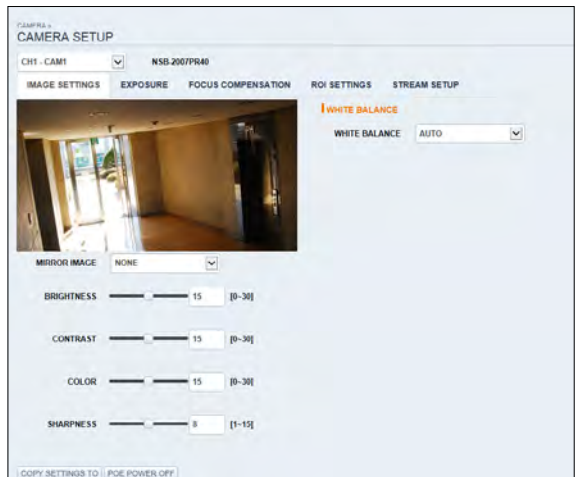 CAMERA »
CAMERA SETUP
CH1 - CAM1
NSB-2007PR40
IMAGE SETTINGS
EXPOSURE
FOCUS COMPENSATION
ROI SETTINGS
STREAM SETUP
WHITE BALANCE
WHITE BALANCE AUTO
MIRROR IMAGE NONE
BRIGHTNESS 15 [0~30]
CONTRAST 15 [0~30]
COLOR 15 [0~30]
SHARPNESS 8 [1~15]
COPY SETTINGS TO
POE POWER OFF